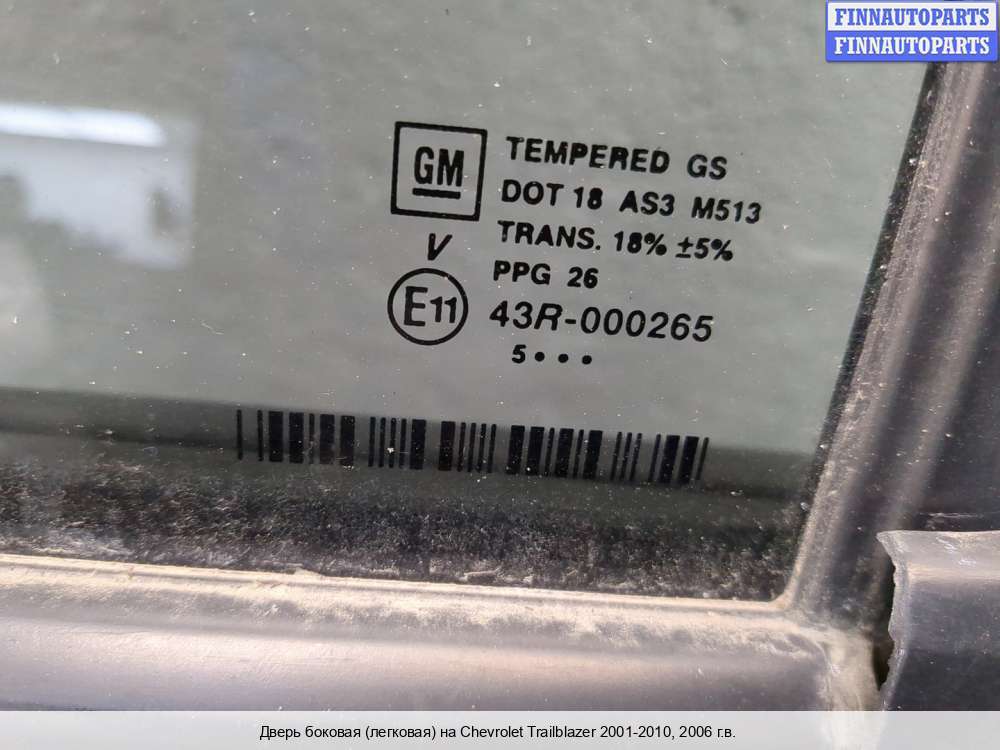 FINNAUTOPARTS
FINNAUTOPARTS
GM
TEMPERED GS
DOT 18 AS3 M513
TRANS. 18% ±5%
V
PPG 26
E11
43R-000265
5•••
Дверь боковая (легковая) на Chevrolet Trailblazer 2001-2010, 2006 г.в.